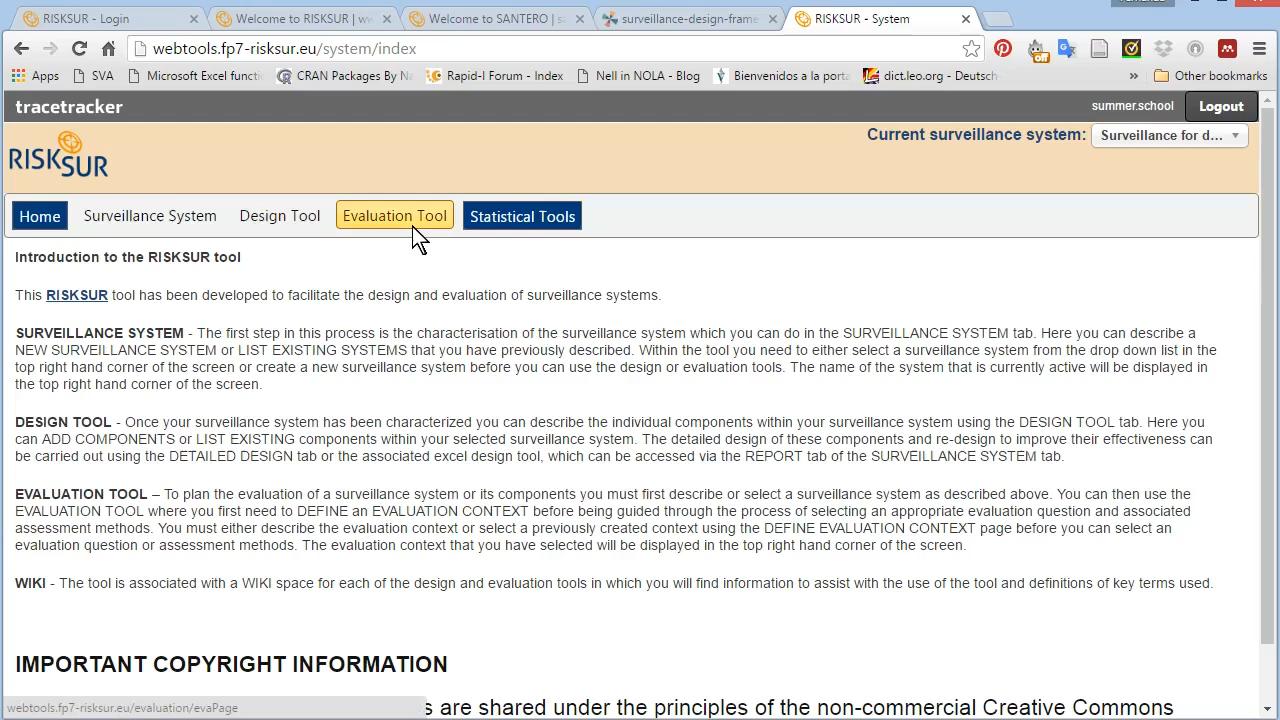 RISKSUR - Login
Welcome to RISKSUR | ww
Welcome to SANTERO | sa
surveillance-design-frame
RISKSUR - System
webtools.fp7-risksur.eu/system/index
Apps
SVA
Microsoft Excel functi
CRAN Packages By Na
Rapid-I Forum - Index
Nell in NOLA - Blog
Bienvenidos a la porta
dict.leo.org - Deutsch-
»
Other bookmarks
tracetracker
summer.school
Logout
RISKSUR
Current surveillance system:
Surveillance for d...
Home
Surveillance System
Design Tool
Evaluation Tool
Statistical Tools
Introduction to the RISKSUR tool
This RISKSUR tool has been developed to facilitate the design and evaluation of surveillance systems.
SURVEILLANCE SYSTEM - The first step in this process is the characterisation of the surveillance system which you can do in the SURVEILLANCE SYSTEM tab. Here you can describe a
NEW SURVEILLANCE SYSTEM or LIST EXISTING SYSTEMS that you have previously described. Within the tool you need to either select a surveillance system from the drop down list in the
top right hand corner of the screen or create a new surveillance system before you can use the design or evaluation tools. The name of the system that is currently active will be displayed in
the top right hand corner of the screen.
DESIGN TOOL - Once your surveillance system has been characterized you can describe the individual components within your surveillance system using the DESIGN TOOL tab. Here you
can ADD COMPONENTS or LIST EXISTING components within your selected surveillance system. The detailed design of these components and re-design to improve their effectiveness can
be carried out using the DETAILED DESIGN tab or the associated excel design tool, which can be accessed via the REPORT tab of the SURVEILLANCE SYSTEM tab.
EVALUATION TOOL – To plan the evaluation of a surveillance system or its components you must first describe or select a surveillance system as described above. You can then use the
EVALUATION TOOL where you first need to DEFINE an EVALUATION CONTEXT before being guided through the process of selecting an appropriate evaluation question and associated
assessment methods. You must either describe the evaluation context or select a previously created context using the DEFINE EVALUATION CONTEXT page before you can select an
evaluation question or assessment methods. The evaluation context that you have selected will be displayed in the top right hand corner of the screen.
WIKI - The tool is associated with a WIKI space for each of the design and evaluation tools in which you will find information to assist with the use of the tool and definitions of key terms used.
IMPORTANT COPYRIGHT INFORMATION
s are shared under the principles of the non-commercial Creative Commons
webtools.fp7-risksur.eu/evaluation/evaPage
off